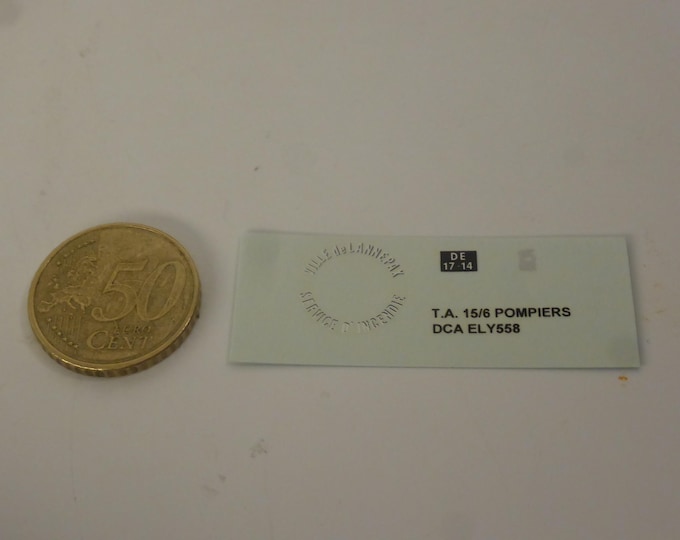 50
EURO
CENT
VILLE de LANNEPAX
SERVICE D'INCENDIE
DE
17 14
T.A. 15/6 POMPIERS
DCA ELY558